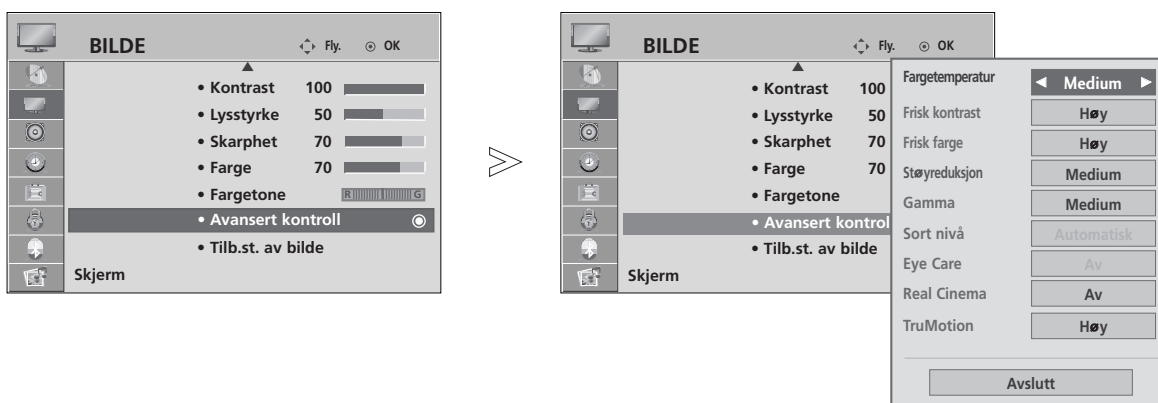 BILDE Fly. OK
• Kontrast 100
• Lysstyrke 50
• Skarphet 70
• Farge 70
• Fargetone R G
• Avansert kontroll
• Tilb.st. av bilde
Skjerm
BILDE Fly. OK
• Kontrast 100
• Lysstyrke 50
• Skarphet 70
• Farge 70
• Fargetone
• Avansert kontrol
• Tilb.st. av bilde
Skjerm
Fargetemperatur Medium
Frisk kontrast Høy
Frisk farge Høy
Støyreduksjon Medium
Gamma Medium
Sort nivå Automatisk
Eye Care Av
Real Cinema Av
TruMotion Høy
Avslutt